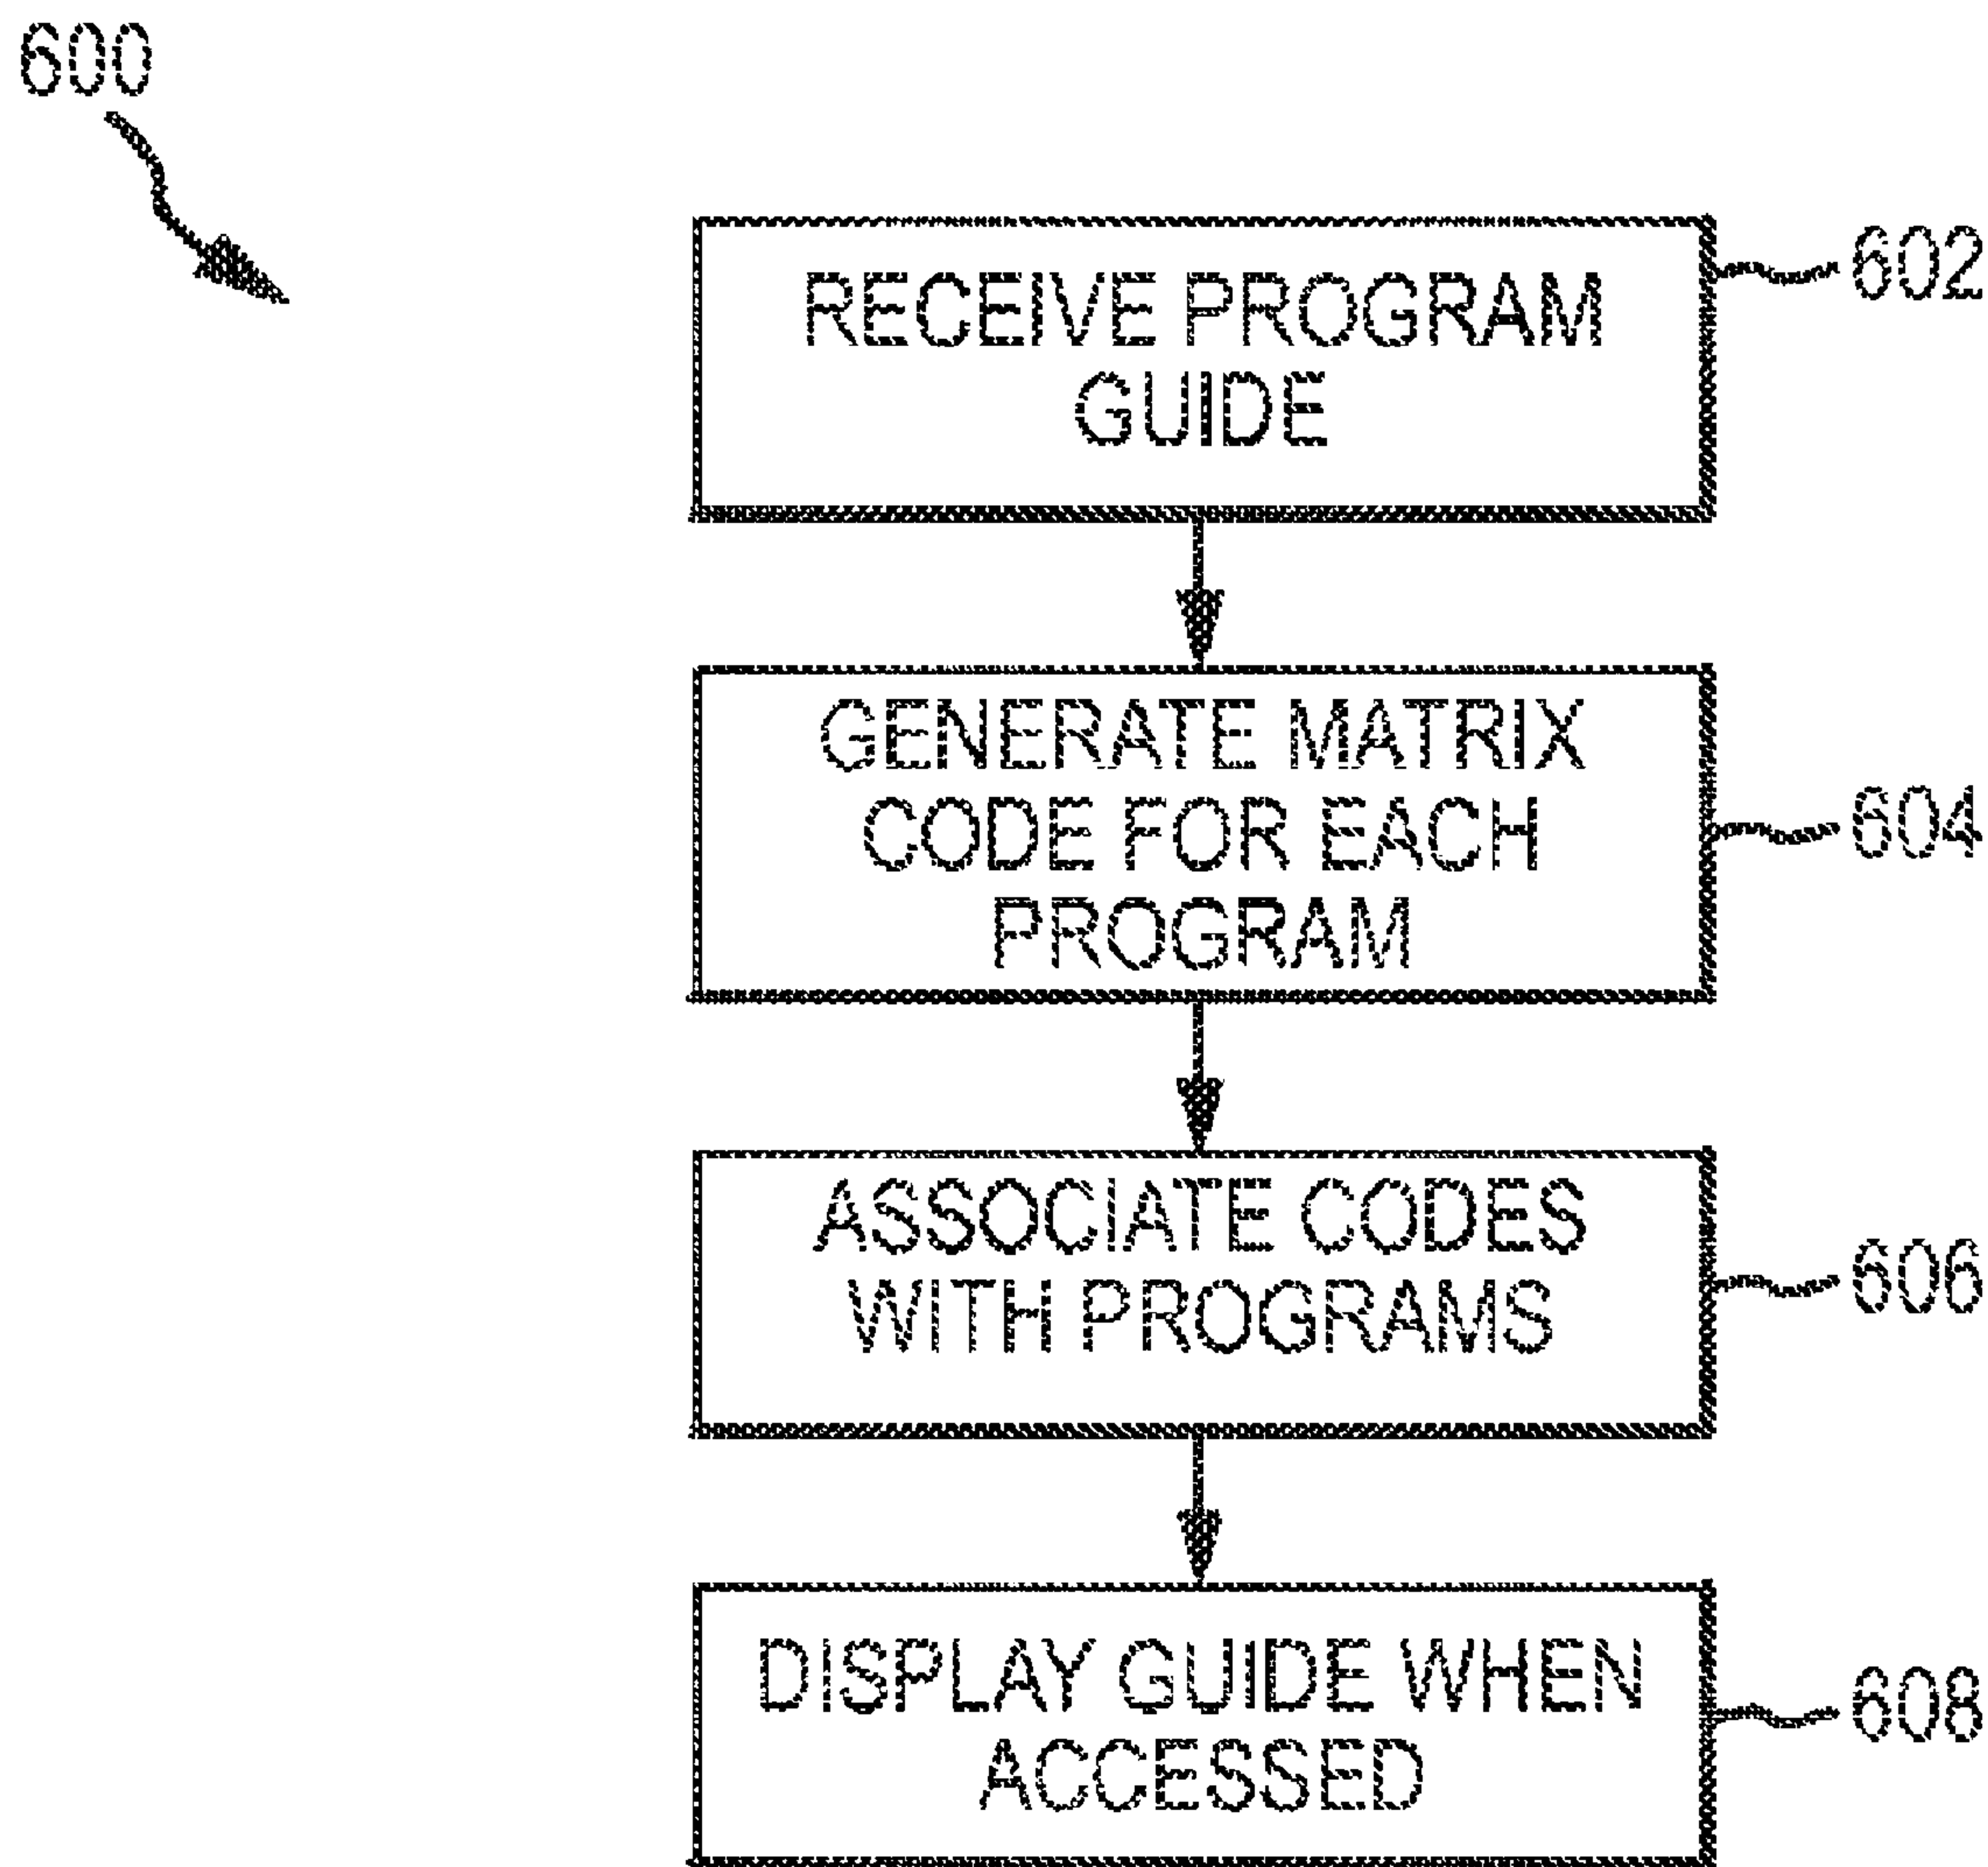 600
RECEIVE PROGRAM
GUIDE
602
GENERATE MATRIX
CODE FOR EACH
PROGRAM
604
ASSOCIATE CODES
WITH PROGRAMS
606
DISPLAY GUIDE WHEN
ACCESSED
608